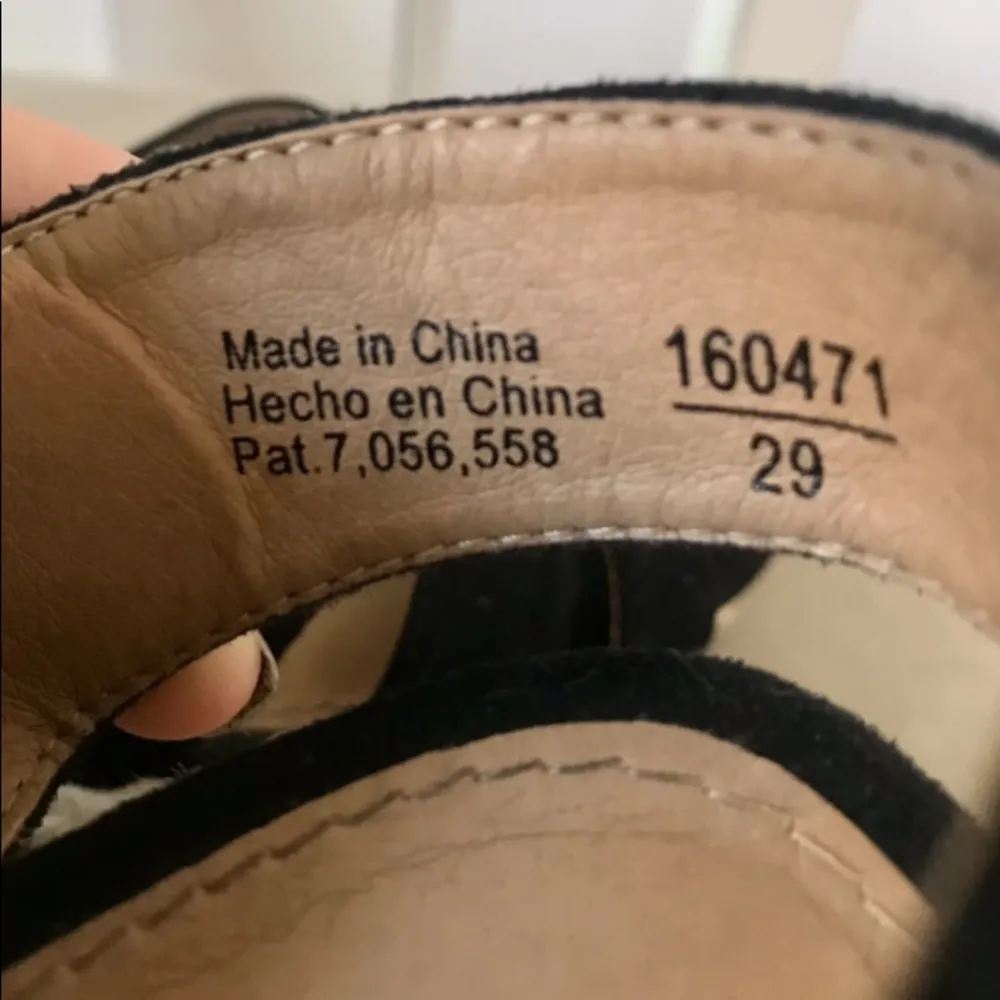 Made in China
Hecho en China
Pat.7,056,558
160471
29